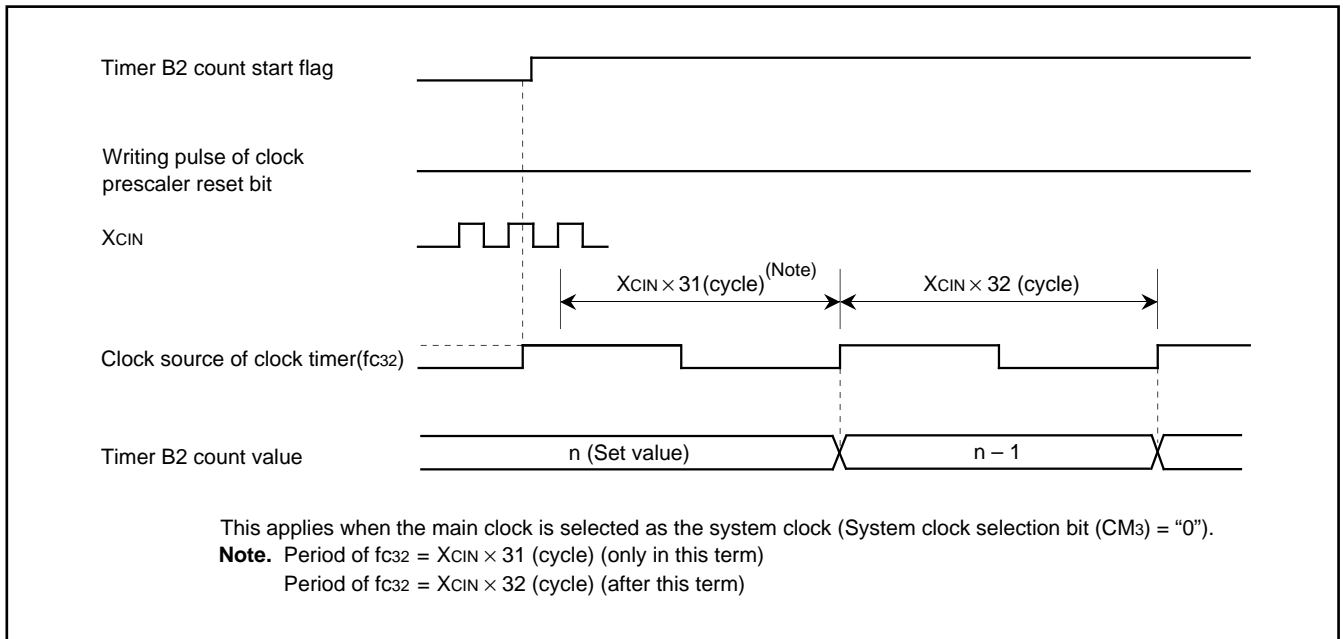 Timer B2 count start flag
Writing pulse of clock
prescaler reset bit
XCIN
XCIN × 31(cycle)(Note)
XCIN × 32 (cycle)
Clock source of clock timer(fc32)
Timer B2 count value
n (Set value)
n – 1
This applies when the main clock is selected as the system clock (System clock selection bit (CM3) = “0”).
Note. Period of fc32 = XCIN × 31 (cycle) (only in this term)
Period of fc32 = XCIN × 32 (cycle) (after this term)